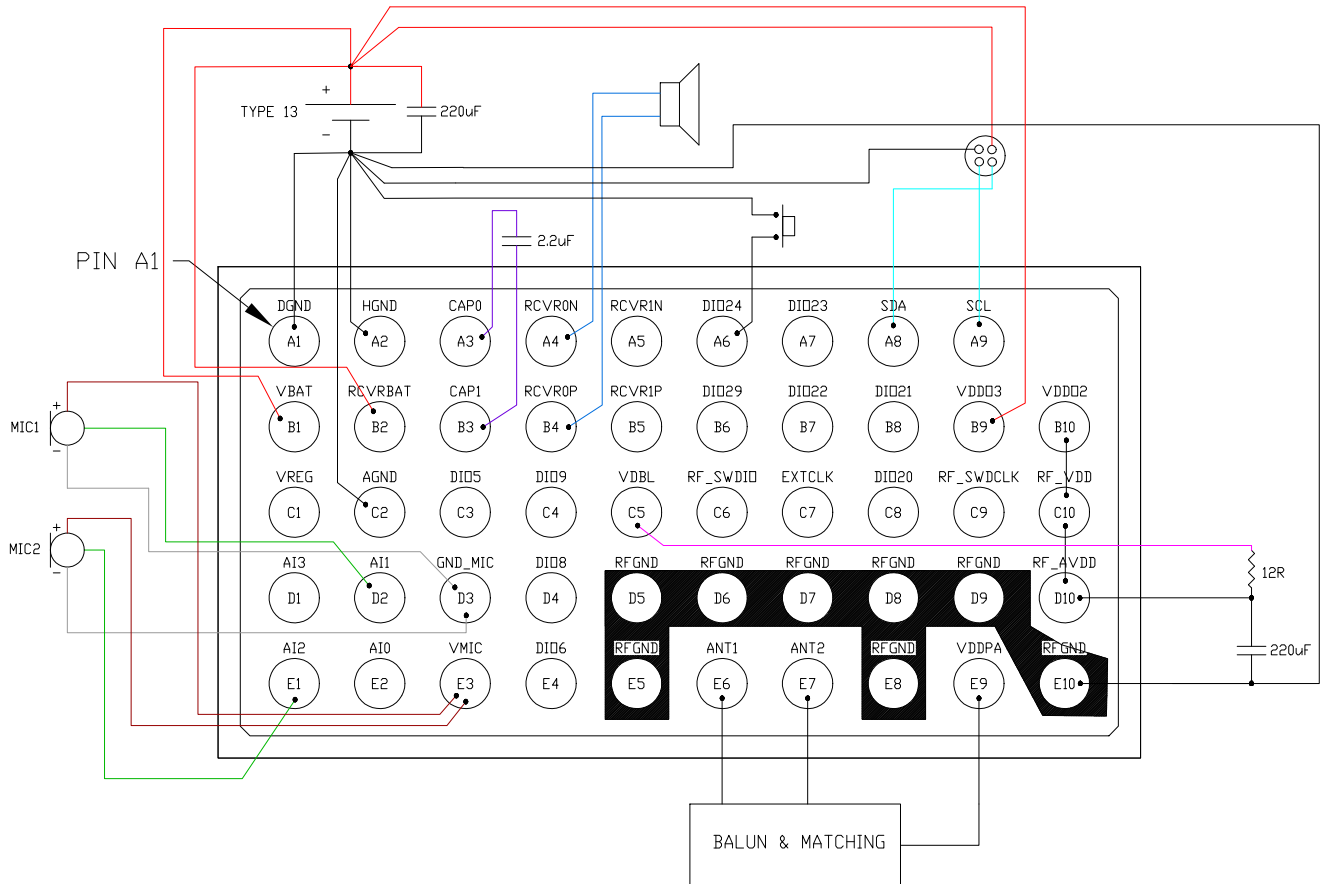 +
TYPE 13
220uF
-
2.2uF
PIN A1
DGND HGND CAP0 RCVR0N RCVR1N DIO24 DIO23 SDA SCL
A1 A2 A3 A4 A5 A6 A7 A8 A9
VBAT RCVRBAT CAP1 RCVR0P RCVR1P DIO29 DIO22 DIO21 VDDO3 VDDO2
+
MIC1
B1 B2 B3 B4 B5 B6 B7 B8 B9 B10
-
VREG AGND DIO5 DIO9 VDBL RF_SWDIO EXTCLK DIO20 RF_SWDCLK RF_VDD
C1 C2 C3 C4 C5 C6 C7 C8 C9 C10
+
MIC2
-
AI3 AI1 GND_MIC DIO8 RFGND RFGND RFGND RFGND RFGND RF_AVDD
12R
D1 D2 D3 D4 D5 D6 D7 D8 D9 D10
AI2 AI0 VMIC DIO6 RFGND ANT1 ANT2 RFGND VDDPA RFGND
220uF
E1 E2 E3 E4 E5 E6 E7 E8 E9 E10
BALUN & MATCHING